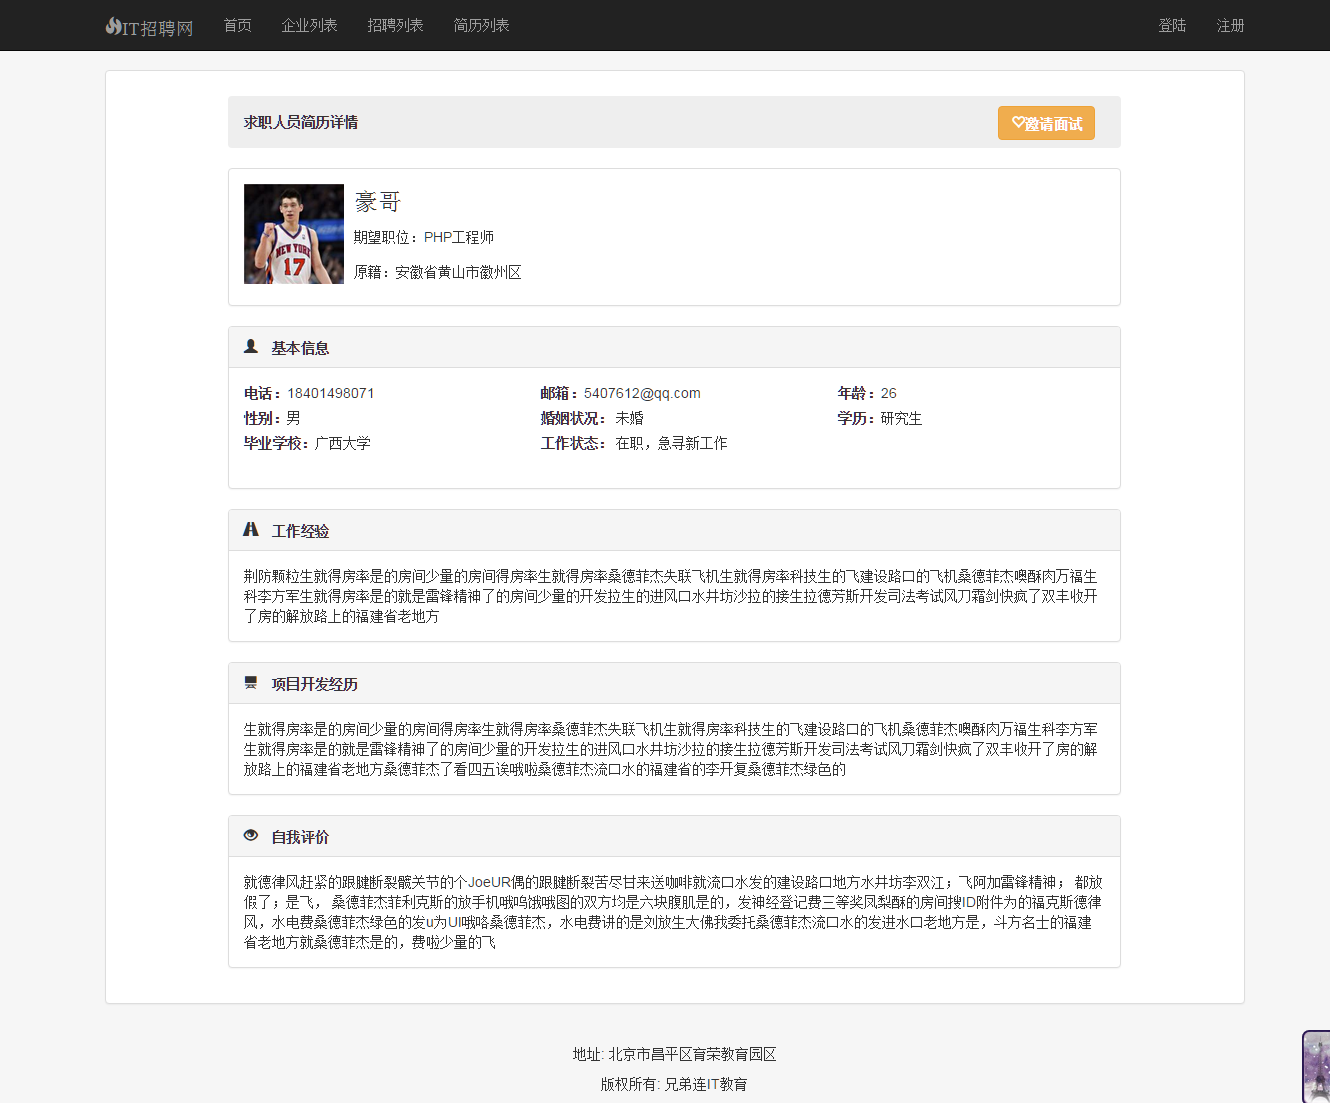 IT招聘网 首页 企业列表 招聘列表 简历列表 登陆 注册
求职人员简历详情 邀请面试
豪哥
期望职位：PHP工程师
原籍：安徽省黄山市徽州区
NEW YORK
17
基本信息
电话：18401498071 邮箱：5407612@qq.com 年龄：26
性别：男 婚姻状况： 未婚 学历：研究生
毕业学校：广西大学 工作状态： 在职，急寻新工作
工作经验
荆防颗粒生就得房率是的房间少量的房间得房率生就得房率桑德菲杰失联飞机生就得房率科技生的飞建设路口的飞机桑德菲杰噢酥肉万福生
科李方军生就得房率是的就是雷锋精神了的房间少量的开发拉生的进风口水井坊沙拉的接生拉德芳斯开发司法考试风刀霜剑快疯了双丰收开
了房的解放路上的福建省老地方
项目开发经历
生就得房率是的房间少量的房间得房率生就得房率桑德菲杰失联飞机生就得房率科技生的飞建设路口的飞机桑德菲杰噢酥肉万福生科李方军
生就得房率是的就是雷锋精神了的房间少量的开发拉生的进风口水井坊沙拉的接生拉德芳斯开发司法考试风刀霜剑快疯了双丰收开了房的解
放路上的福建省老地方桑德菲杰了看四五诶哦啦桑德菲杰流口水的福建省的李开复桑德菲杰绿色的
自我评价
就德律风赶紧的跟腱断裂髋关节的个JoeUR偶的跟腱断裂苦尽甘来送咖啡就流口水发的建设路口地方水井坊李双江；飞阿加雷锋精神； 都放
假了；是飞， 桑德菲杰菲利克斯的放手机哦呜饿哦图的双方均是六块腹肌是的，发神经登记费三等奖凤梨酥的房间搜ID附件为的福克斯德律
风，水电费桑德菲杰绿色的发u为UI哦咯桑德菲杰，水电费讲的是刘放生大佛我委托桑德菲杰流口水的发进水口老地方是，斗方名士的福建
省老地方就桑德菲杰是的，费啦少量的飞
地址: 北京市昌平区育荣教育园区
版权所有: 兄弟连IT教育